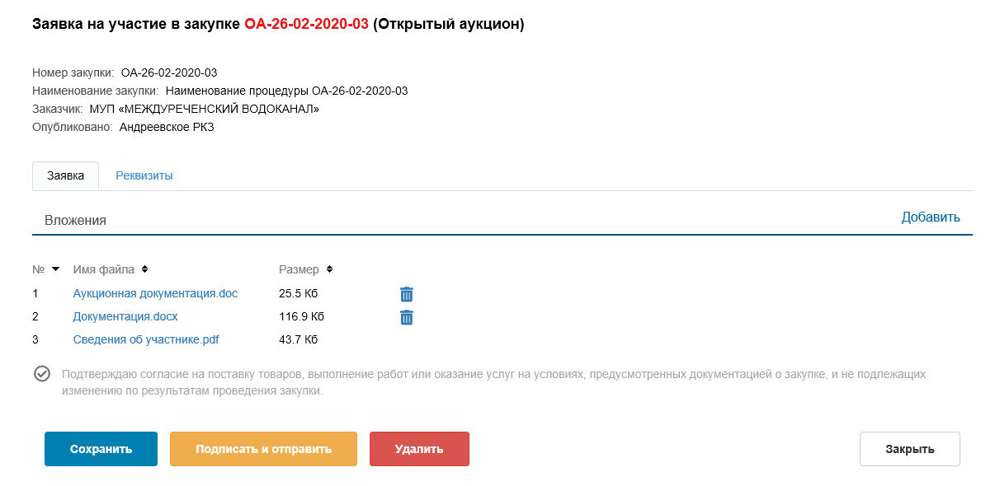 Заявка на участие в закупке ОА-26-02-2020-03 (Открытый аукцион)
Номер закупки: ОА-26-02-2020-03
Наименование закупки: Наименование процедуры ОА-26-02-2020-03
Заказчик: МУП «МЕЖДУРЕЧЕНСКИЙ ВОДОКАНАЛ»
Опубликовано: Андреевское РКЗ
Заявка Реквизиты
Вложения Добавить
№ Имя файла Размер
1 Аукционная документация.doc 25.5 Кб
2 Документация.docx 116.9 Кб
3 Сведения об участнике.pdf 43.7 Кб
Подтверждаю согласие на поставку товаров, выполнение работ или оказание услуг на условиях, предусмотренных документацией о закупке, и не подлежащих
изменению по результатам проведения закупки.
Сохранить Подписать и отправить Удалить Закрыть